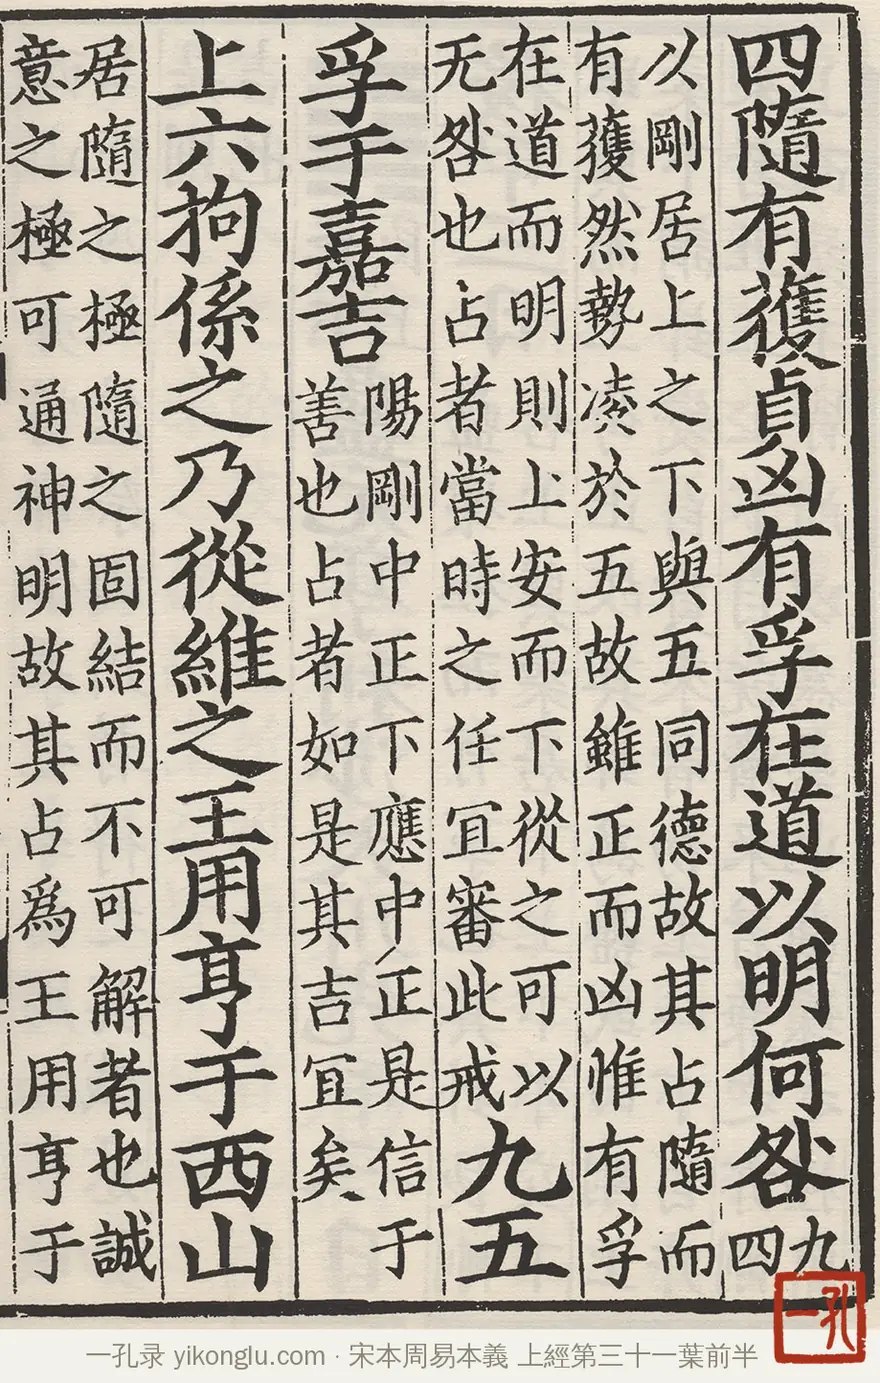 四隨有獲貞凶有孚在道以明何咎九四
以剛居上之下與五同德故其占隨而
有獲然勢凌於五故雖正而凶惟有孚
在道而明則上安而下從之可以
无咎也占者當時之任冝審此戒
九五
孚于嘉吉
陽剛中正下應中正是信于
善也占者如是其吉冝矣
上六拘係之乃從維之王用亨于西山
居隨之極隨之固結而不可解者也誠
意之極可通神明故其占爲王用亨于
一孔
一孔录 yikonglu.com · 宋本周易本義 上經第三十一葉前半